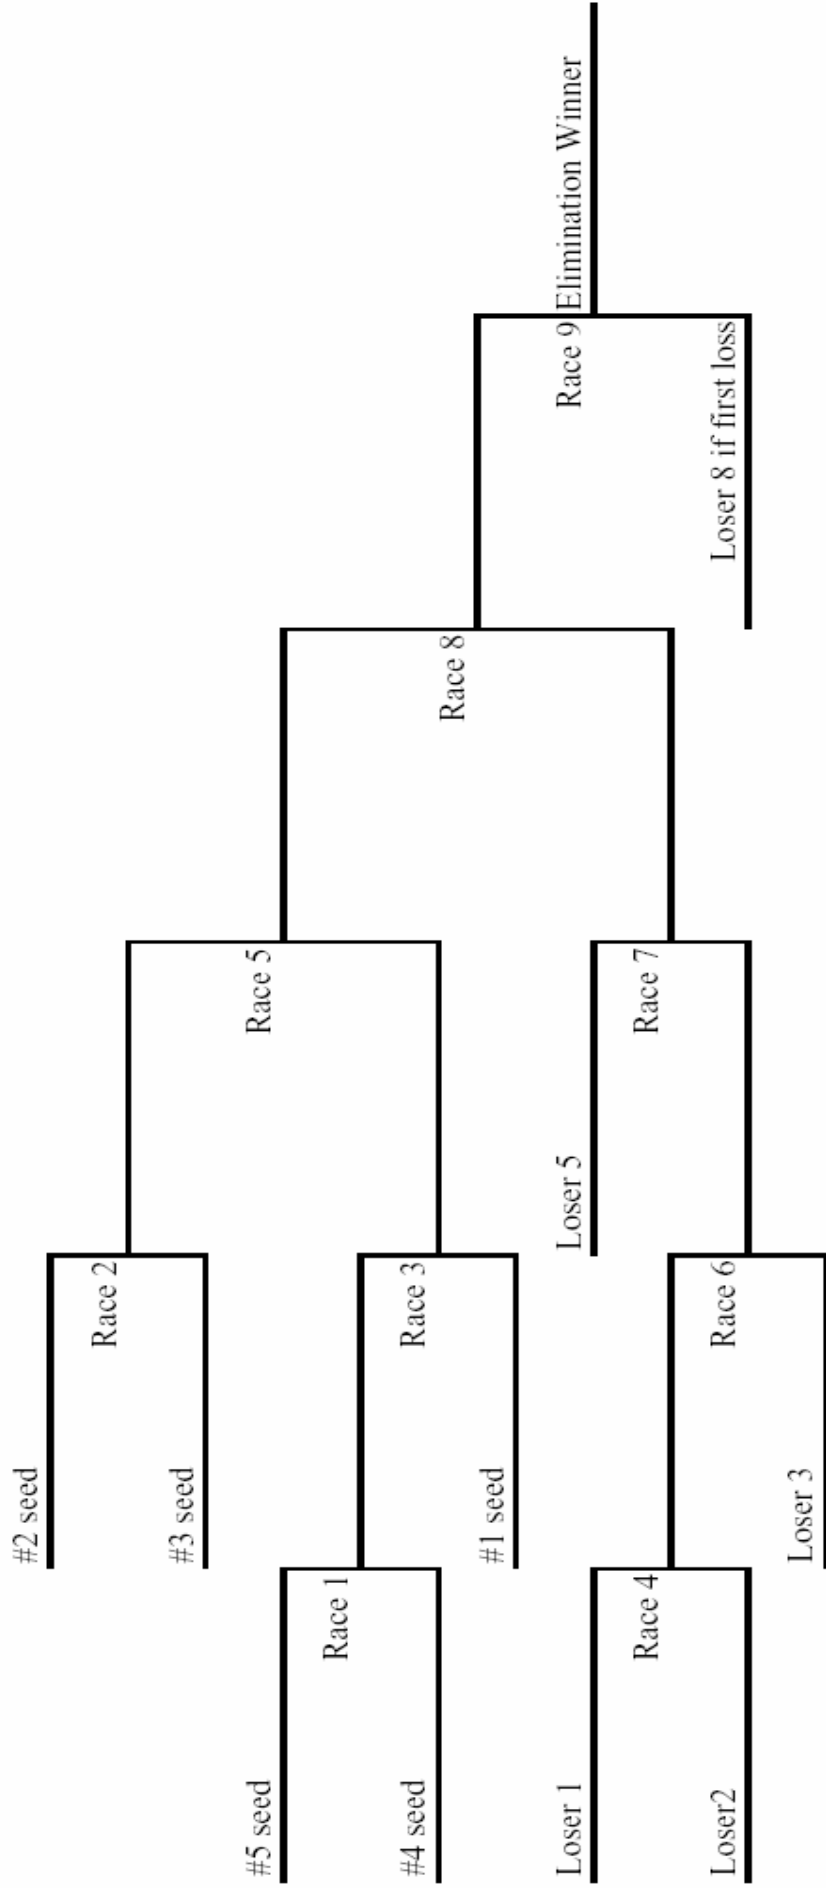 #2 seed
Race 2
#3 seed
#5 seed
Race 1
#4 seed
Race 3
#1 seed
Race 5
Loser 1
Race 4
Loser2
Race 6
Loser 3
Loser 5
Race 7
Race 8
Race 9
Elimination Winner
Loser 8 if first loss